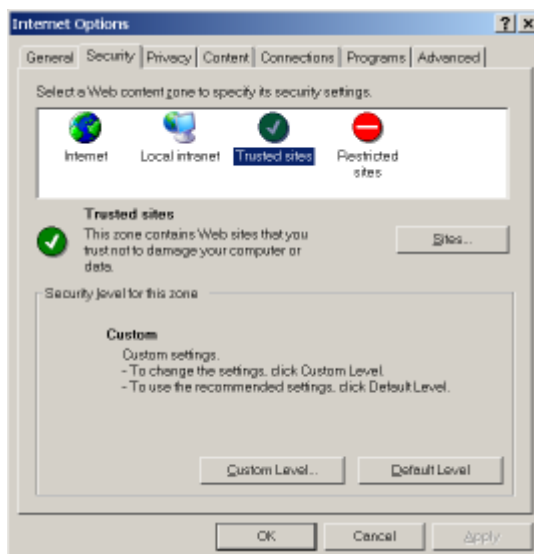 Internet Options
General Security Privacy Content Connections Programs Advanced
Select a Web content zone to specify its security settings.
Internet Local intranet Trusted sites Restricted sites
Trusted sites
This zone contains Web sites that you
trust not to damage your computer or
data.
Sites...
Security level for this zone
Custom
Custom settings.
- To change the settings, click Custom Level.
- To use the recommended settings, click Default Level.
Custom Level... Default Level
OK Cancel Apply